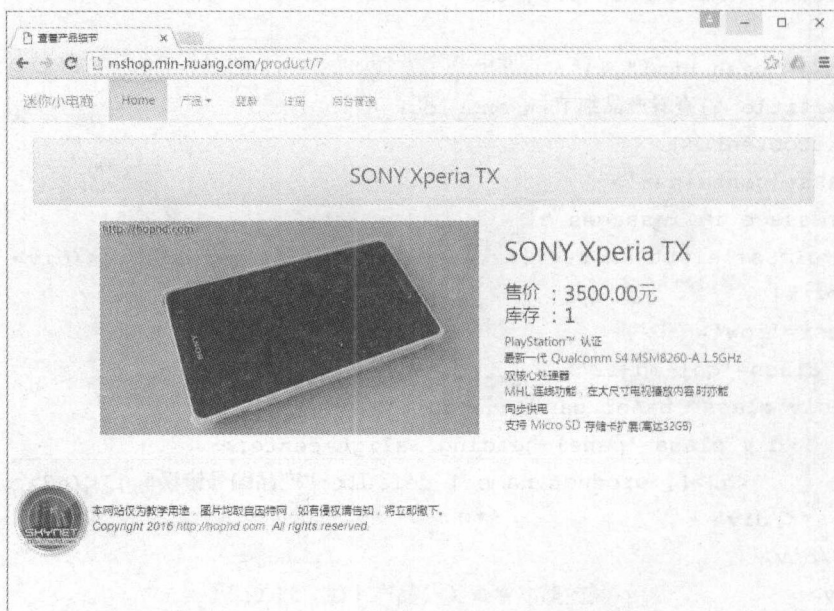 查看产品细节
mshop.min-huang.com/product/7
迷你小电商 Home 产品 登录 注册 后台管理
SONY Xperia TX
http://hophd.com/
SONY
SONY Xperia TX
售价 : 3500.00元
库存 : 1
PlayStation™ 认证
最新一代 Qualcomm S4 MSM8260-A 1.5GHz
双核心处理器
MHL 连线功能，在大尺寸电视播放内容时亦能
同步供电
支持 Micro SD 存储卡扩展(高达32GB)
SKYNET
本网站仅为教学用途，图片均取自因特网，如有侵权请告知，将立即撤下。
Copyright 2016 http://hophd.com All rights reserved.